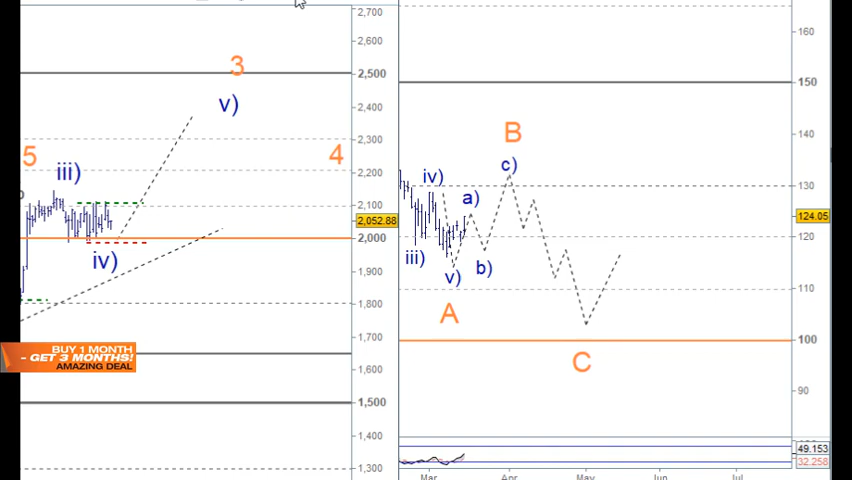 2,700
2,600
2,500
2,400
2,300
2,200
2,100
2,052.88
2,000
1,900
1,800
1,700
1,600
1,500
1,400
1,300
3
v)
5
iii)
4
iv)
BUY 1 MONTH
- GET 3 MONTHS!
AMAZING DEAL
160
150
140
130
124.05
120
110
100
90
B
c)
iv)
a)
iii)
v)
b)
A
C
49.153
32.258
Mar
Apr
May
Jun
Jul